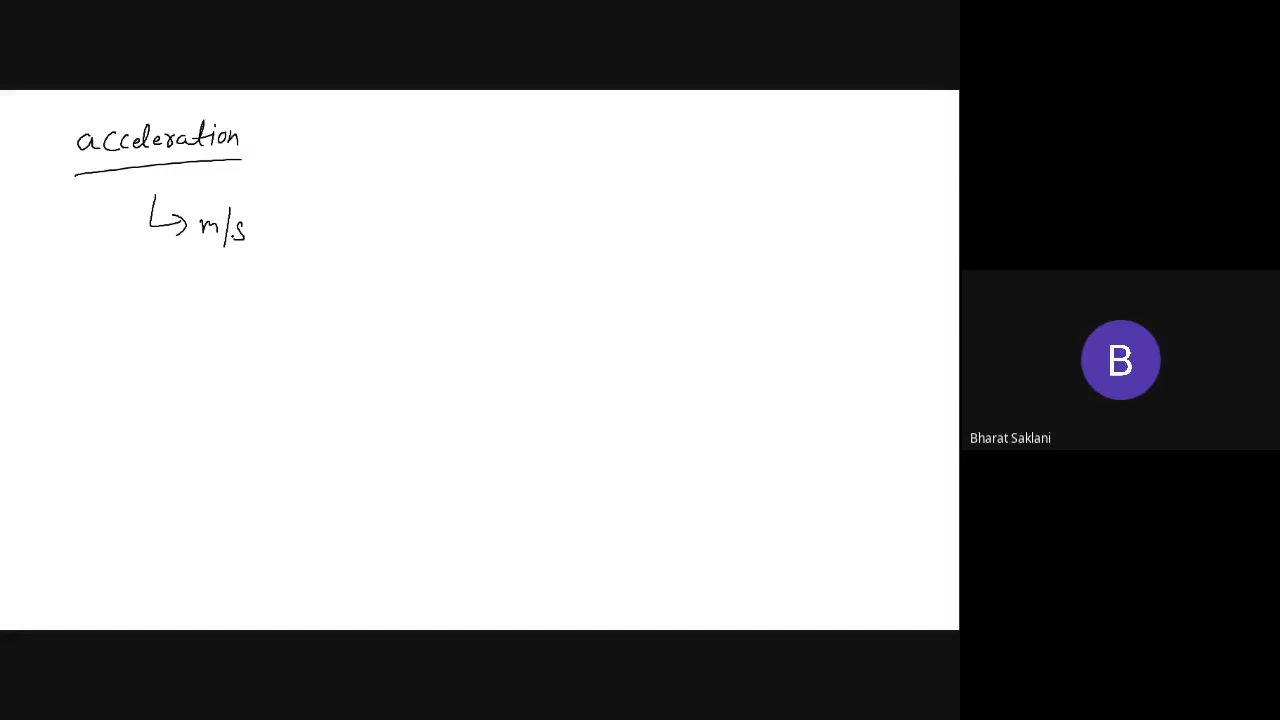 acceleration
↳ m/s
B
Bharat Saklani